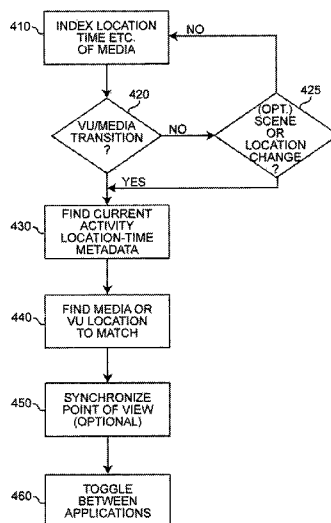 410
INDEX LOCATION
TIME ETC.
OF MEDIA
NO
420
VU/MEDIA
TRANSITION
?
NO
425
(OPT.)
SCENE
OR
LOCATION
CHANGE
?
YES
430
FIND CURRENT
ACTIVITY
LOCATION-TIME
METADATA
440
FIND MEDIA OR
VU LOCATION
TO MATCH
450
SYNCHRONIZE
POINT OF VIEW
(OPTIONAL)
460
TOGGLE
BETWEEN
APPLICATIONS